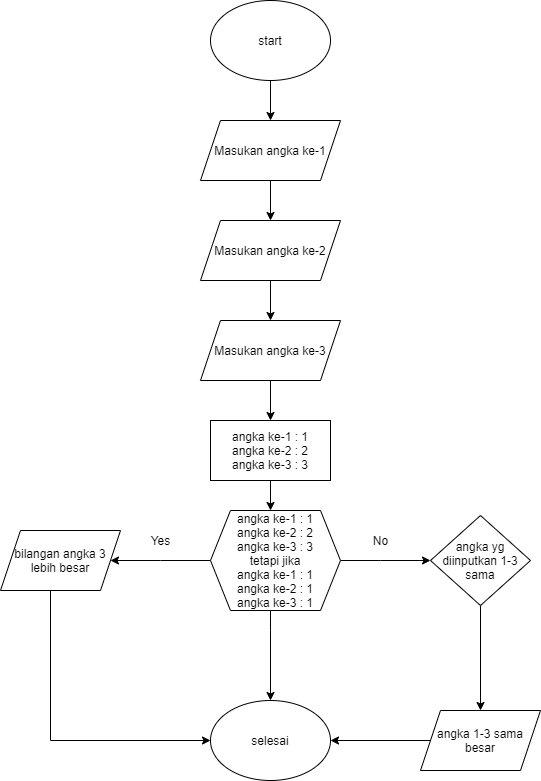 start
Masukan angka ke-1
Masukan angka ke-2
Masukan angka ke-3
angka ke-1 : 1
angka ke-2 : 2
angka ke-3 : 3
angka ke-1 : 1
angka ke-2 : 2
angka ke-3 : 3
tetapi jika
angka ke-1 : 1
angka ke-2 : 1
angka ke-3 : 1
Yes
No
bilangan angka 3
lebih besar
angka yg
diinputkan 1-3
sama
selesai
angka 1-3 sama
besar